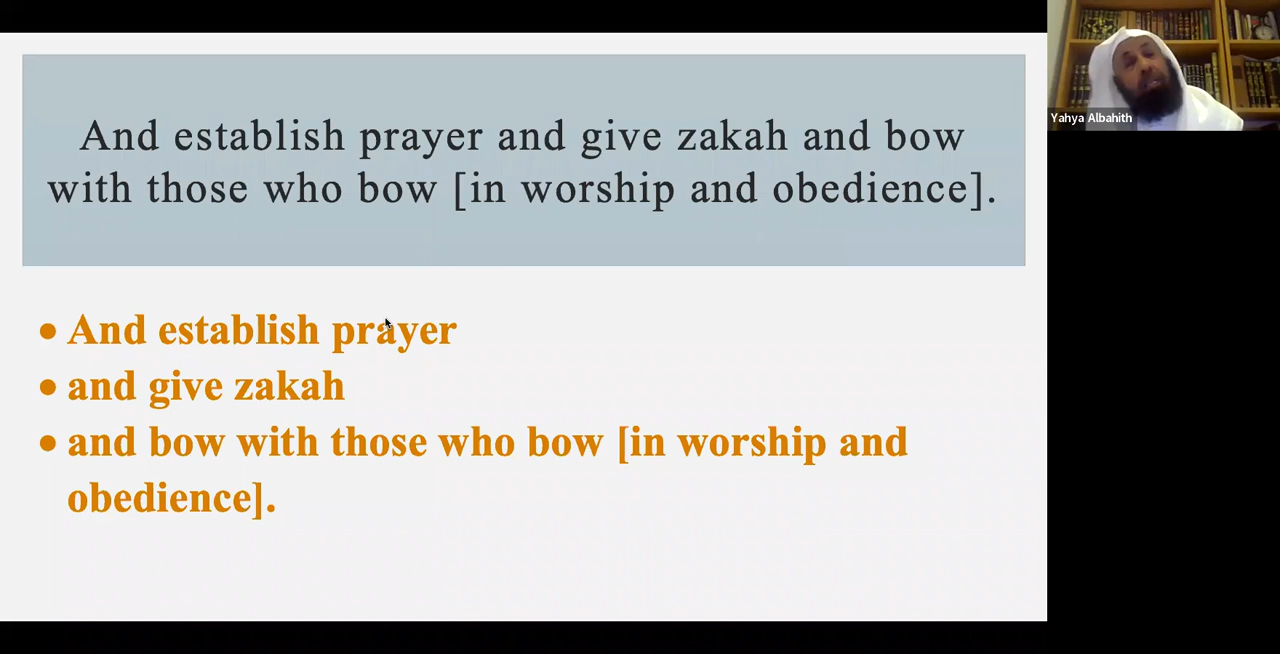 And establish prayer and give zakah and bow
with those who bow [in worship and obedience].
• And establish prayer
• and give zakah
• and bow with those who bow [in worship and
obedience].
Yahya Albahith